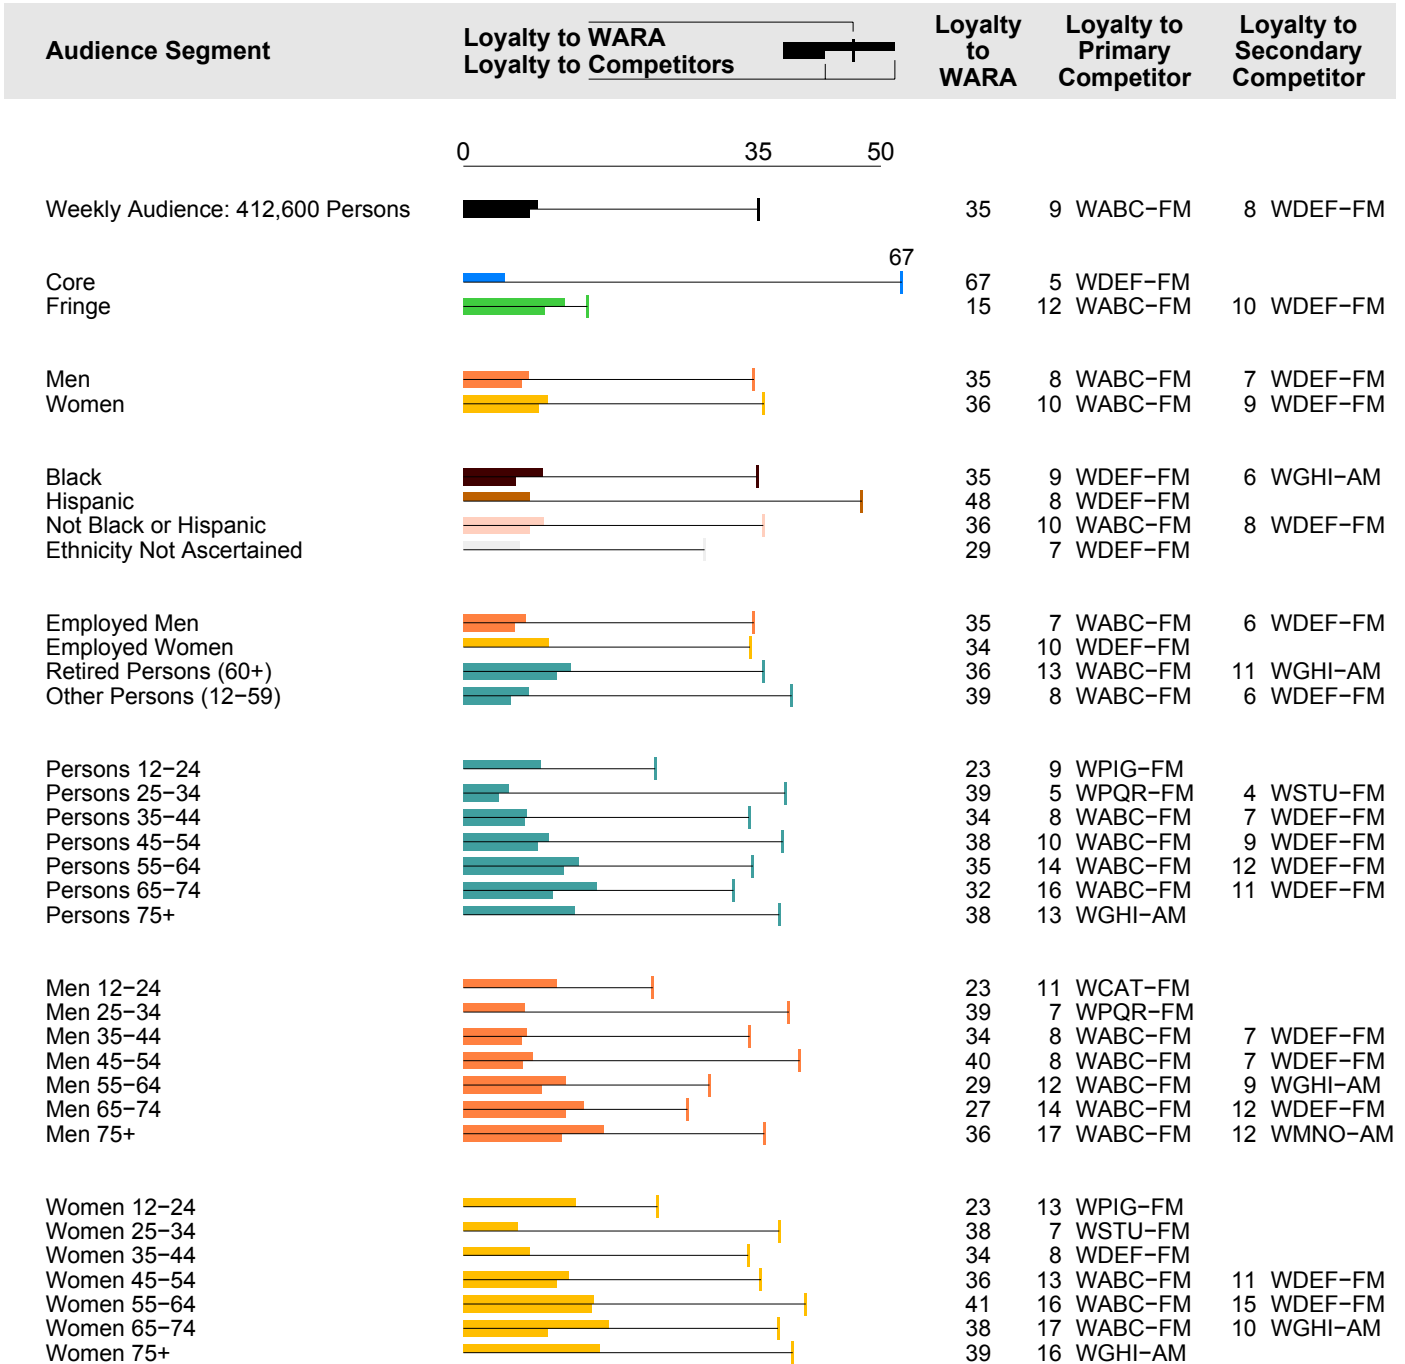 Audience Segment
Loyalty to WARA
Loyalty to Competitors
Loyalty to WARA
Loyalty to Primary Competitor
Loyalty to Secondary Competitor
0 35 50
Weekly Audience: 412,600 Persons 35 9 WABC−FM 8 WDEF−FM
67
Core 67 5 WDEF−FM
Fringe 15 12 WABC−FM 10 WDEF−FM
Men 35 8 WABC−FM 7 WDEF−FM
Women 36 10 WABC−FM 9 WDEF−FM
Black 35 9 WDEF−FM 6 WGHI−AM
Hispanic 48 8 WDEF−FM
Not Black or Hispanic 36 10 WABC−FM 8 WDEF−FM
Ethnicity Not Ascertained 29 7 WDEF−FM
Employed Men 35 7 WABC−FM 6 WDEF−FM
Employed Women 34 10 WDEF−FM
Retired Persons (60+) 36 13 WABC−FM 11 WGHI−AM
Other Persons (12−59) 39 8 WABC−FM 6 WDEF−FM
Persons 12−24 23 9 WPIG−FM
Persons 25−34 39 5 WPQR−FM 4 WSTU−FM
Persons 35−44 34 8 WABC−FM 7 WDEF−FM
Persons 45−54 38 10 WABC−FM 9 WDEF−FM
Persons 55−64 35 14 WABC−FM 12 WDEF−FM
Persons 65−74 32 16 WABC−FM 11 WDEF−FM
Persons 75+ 38 13 WGHI−AM
Men 12−24 23 11 WCAT−FM
Men 25−34 39 7 WPQR−FM
Men 35−44 34 8 WABC−FM 7 WDEF−FM
Men 45−54 40 8 WABC−FM 7 WDEF−FM
Men 55−64 29 12 WABC−FM 9 WGHI−AM
Men 65−74 27 14 WABC−FM 12 WDEF−FM
Men 75+ 36 17 WABC−FM 12 WMNO−AM
Women 12−24 23 13 WPIG−FM
Women 25−34 38 7 WSTU−FM
Women 35−44 34 8 WDEF−FM
Women 45−54 36 13 WABC−FM 11 WDEF−FM
Women 55−64 41 16 WABC−FM 15 WDEF−FM
Women 65−74 38 17 WABC−FM 10 WGHI−AM
Women 75+ 39 16 WGHI−AM